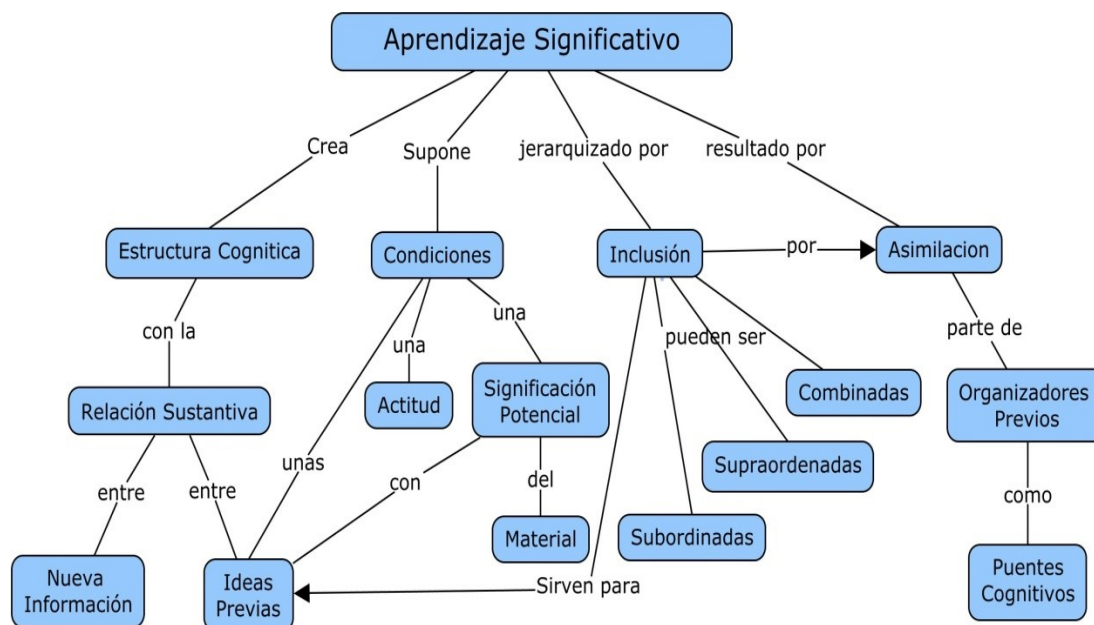 Aprendizaje Significativo
Crea
Supone
jerarquizado por
resultado por
Estructura Cognitica
Condiciones
Inclusión
por
Asimilacion
con la
una
una
pueden ser
parte de
Relación Sustantiva
Actitud
Significación
Potencial
Combinadas
Organizadores
Previos
unas
con
del
Supraordenadas
entre
entre
como
Material
Subordinadas
Nueva
Información
Ideas
Previas
Sirven para
Puentes
Cognitivos